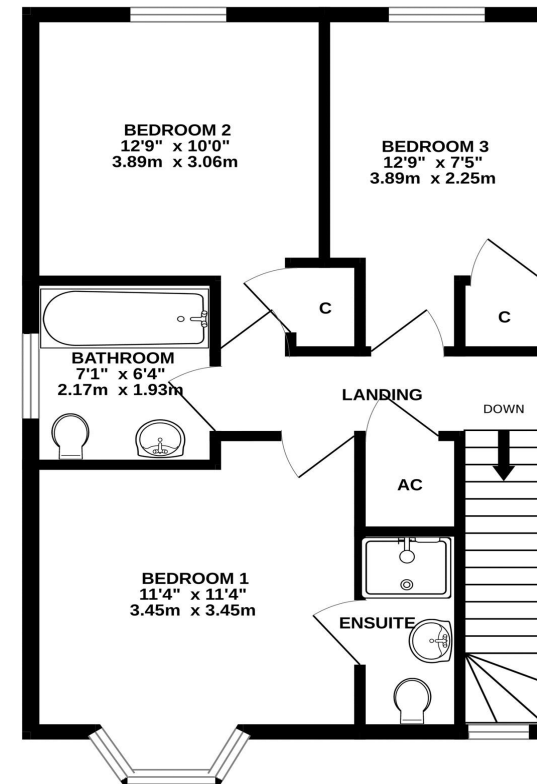 BEDROOM 2
12'9" x 10'0"
3.89m x 3.06m
BEDROOM 3
12'9" x 7'5"
3.89m x 2.25m
C
C
BATHROOM
7'1" x 6'4"
2.17m x 1.93m
LANDING
DOWN
AC
BEDROOM 1
11'4" x 11'4"
3.45m x 3.45m
ENSUITE